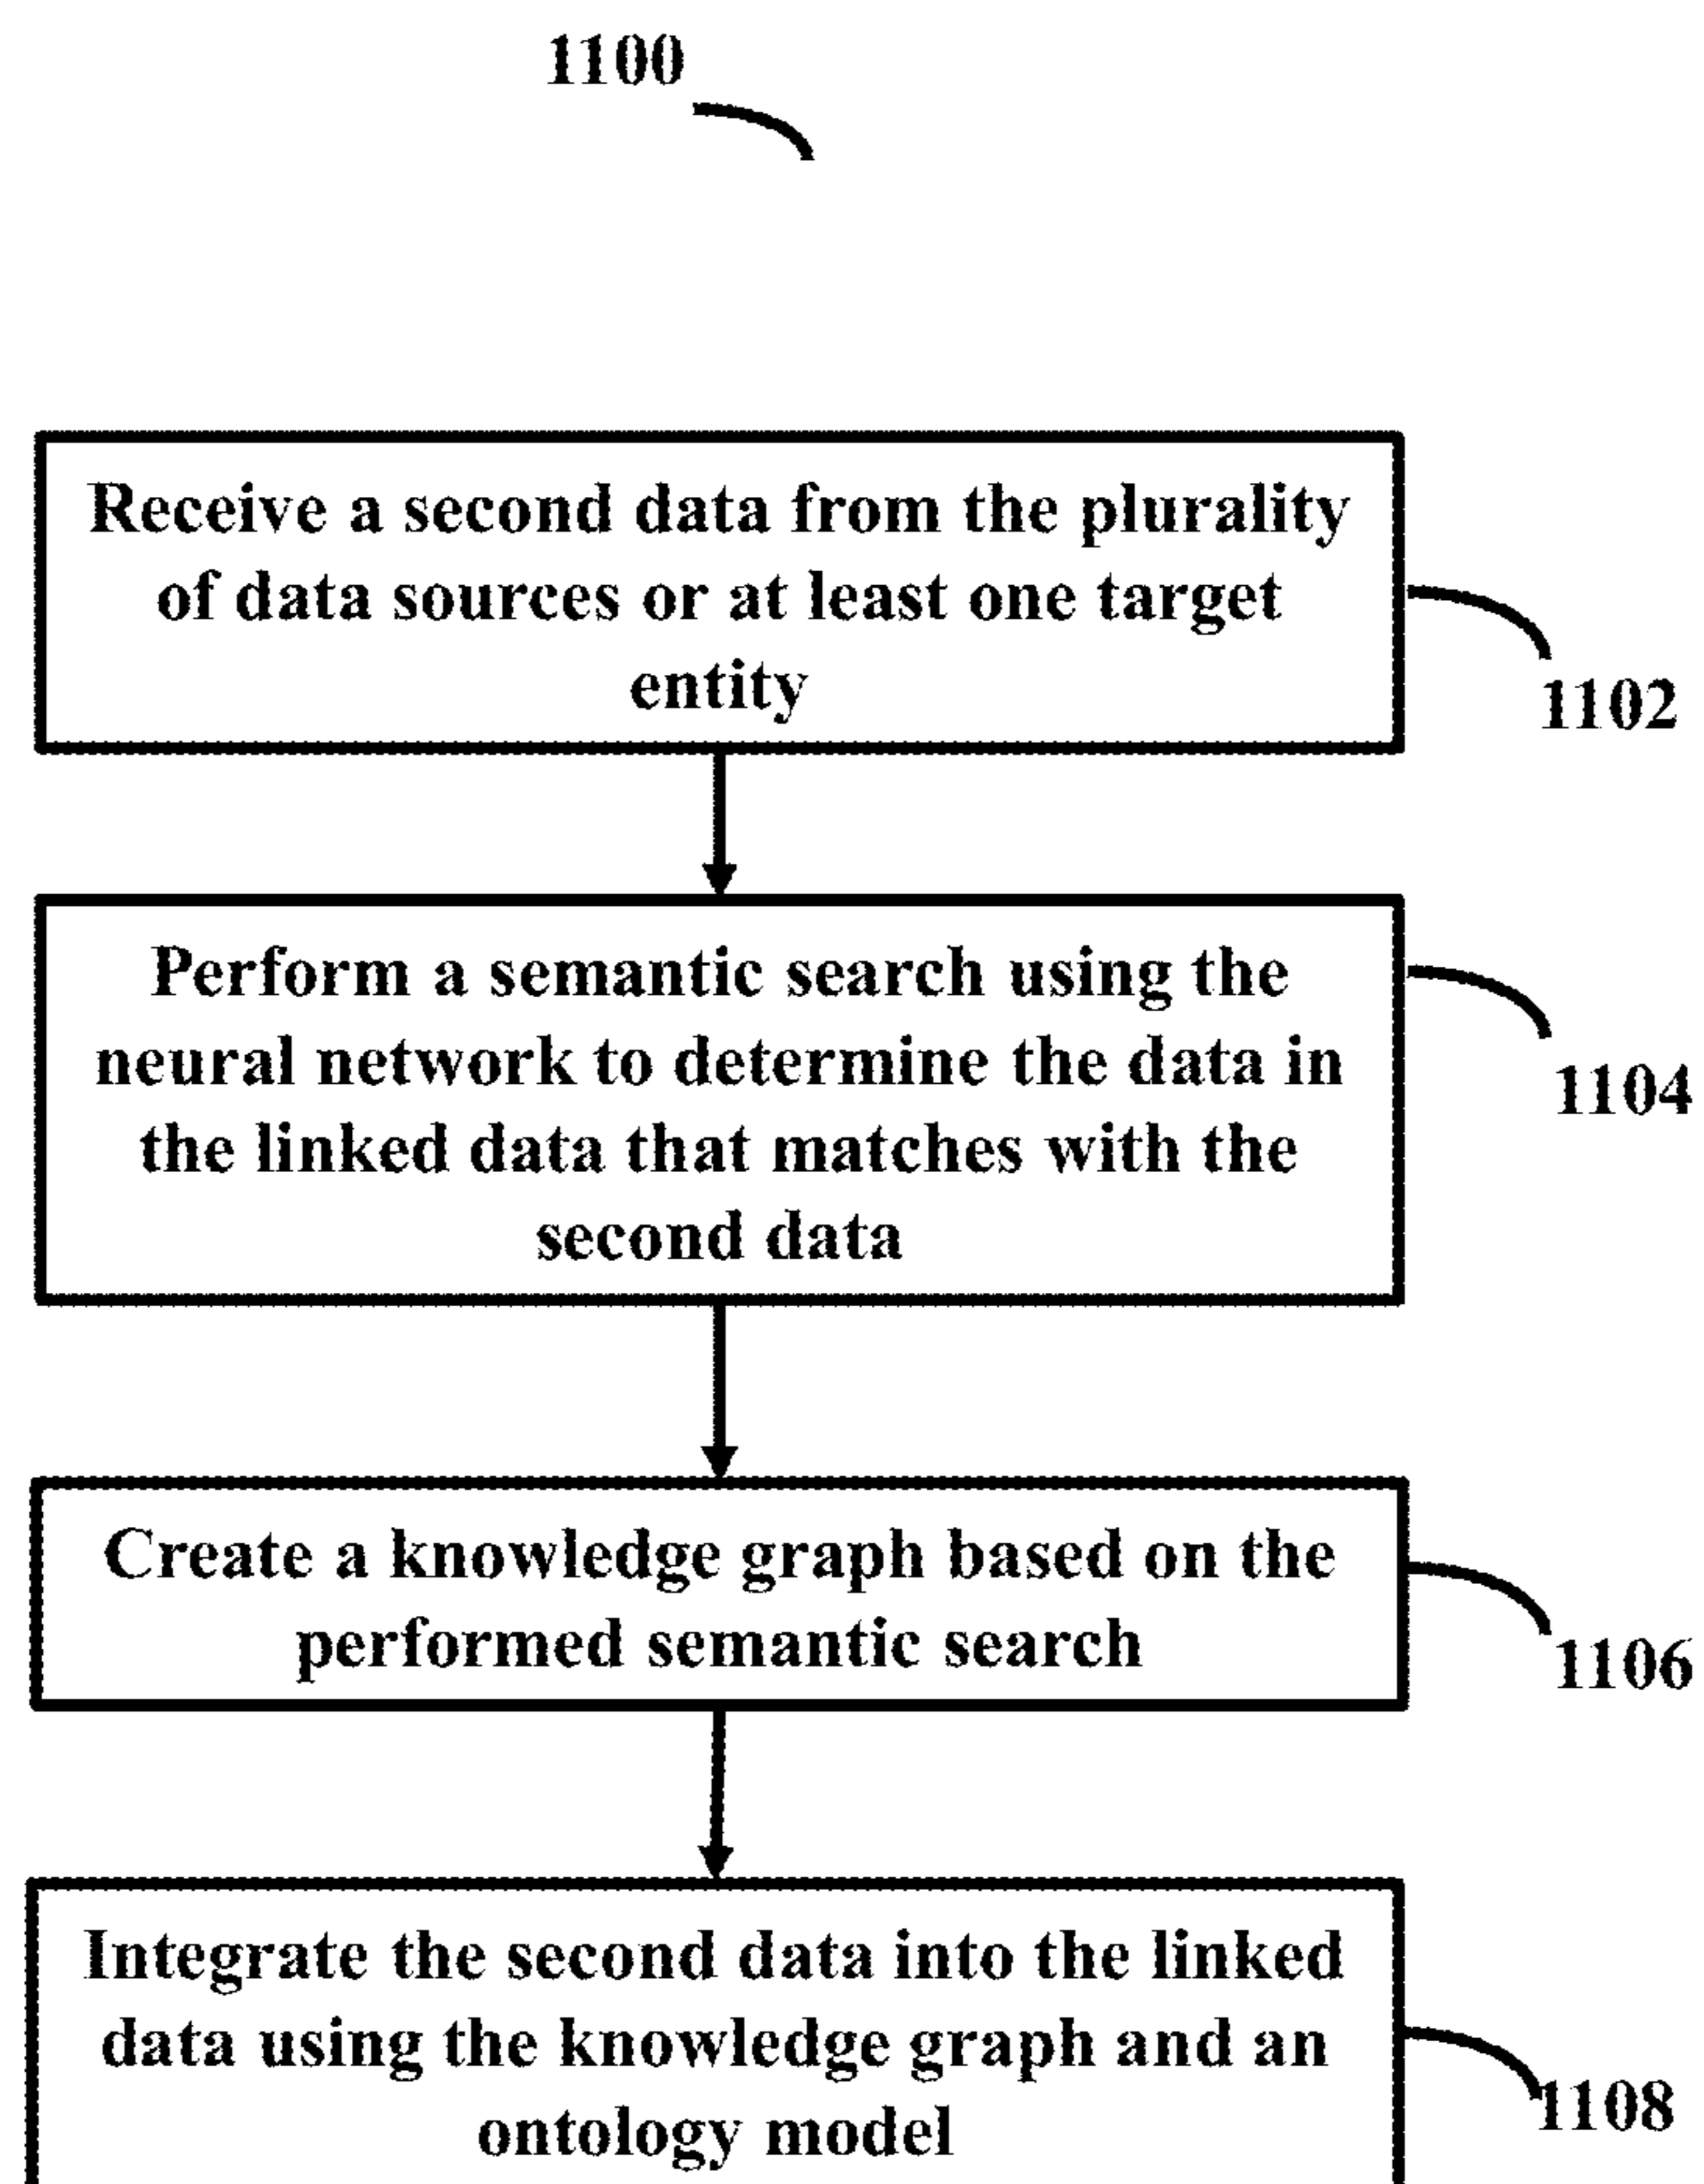 1100
Receive a second data from the plurality
of data sources or at least one target
entity
1102
Perform a semantic search using the
neural network to determine the data in
the linked data that matches with the
second data
1104
Create a knowledge graph based on the
performed semantic search
1106
Integrate the second data into the linked
data using the knowledge graph and an
ontology model
1108